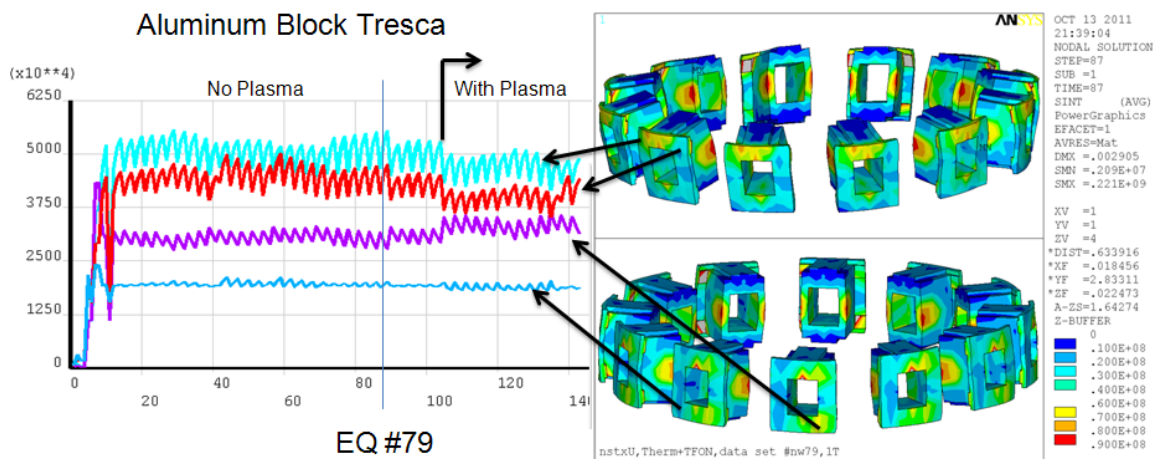 Aluminum Block Tresca
(x10**4)
6250
5000
3750
2500
1250
0
No Plasma
With Plasma
0
20
40
60
80
100
120
140
EQ #79
1
ANSYS
MX
MN
nstxU,Therm+TFON,data set #nw79,1T
OCT 13 2011
21:39:04
NODAL SOLUTION
STEP=87
SUB =1
TIME=87
SINT (AVG)
PowerGraphics
EFACET=1
AVRES=Mat
DMX =.002905
SMN =.209E+07
SMX =.221E+09
XV =1
YV =1
ZV =4
*DIST=.633916
*XF =.018456
*YF =2.83311
*ZF =.022473
A-ZS=1.64274
Z-BUFFER
0
.100E+08
.200E+08
.300E+08
.400E+08
.600E+08
.700E+08
.800E+08
.900E+08